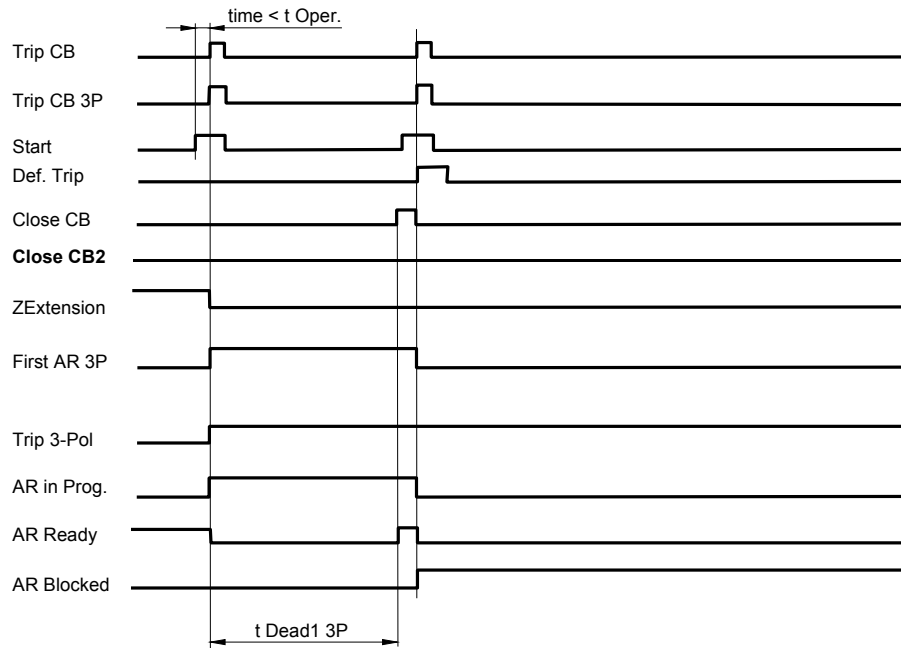 time < t Oper.
Trip CB
Trip CB 3P
Start
Def. Trip
Close CB
Close CB2
ZExtension
First AR 3P
Trip 3-Pol
AR in Prog.
AR Ready
AR Blocked
t Dead1 3P